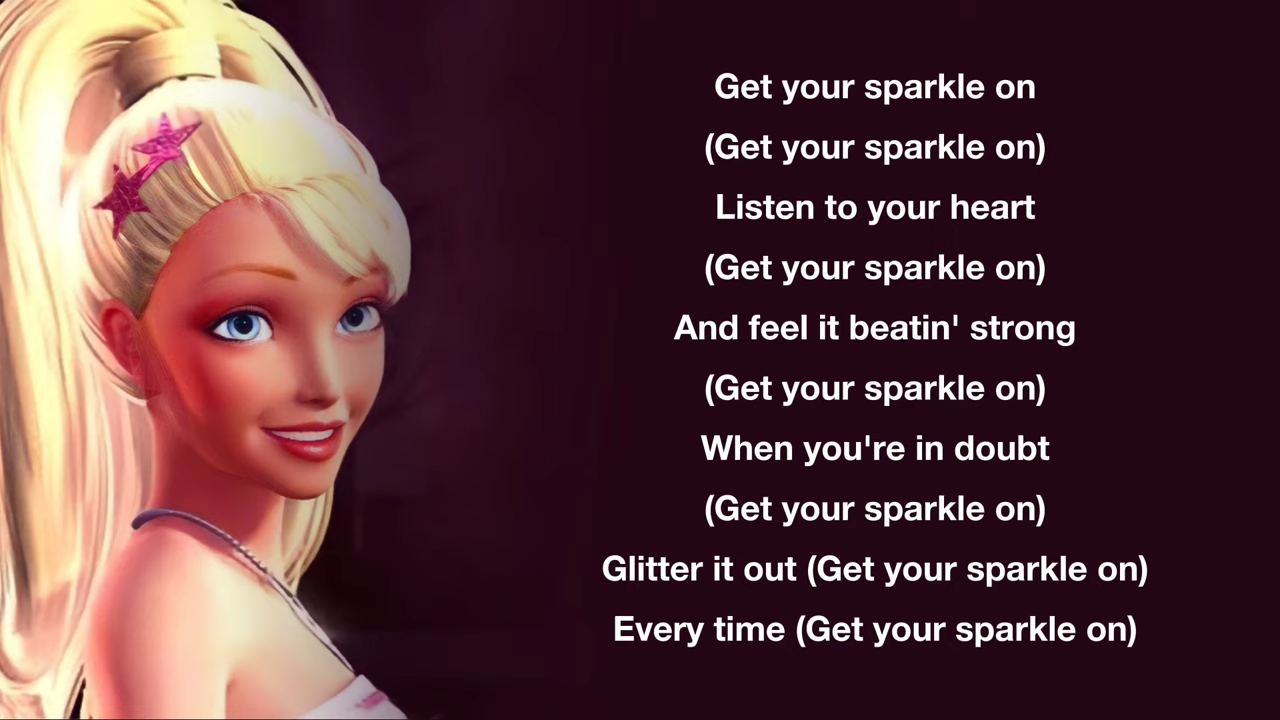 Get your sparkle on
(Get your sparkle on)
Listen to your heart
(Get your sparkle on)
And feel it beatin' strong
(Get your sparkle on)
When you're in doubt
(Get your sparkle on)
Glitter it out (Get your sparkle on)
Every time (Get your sparkle on)